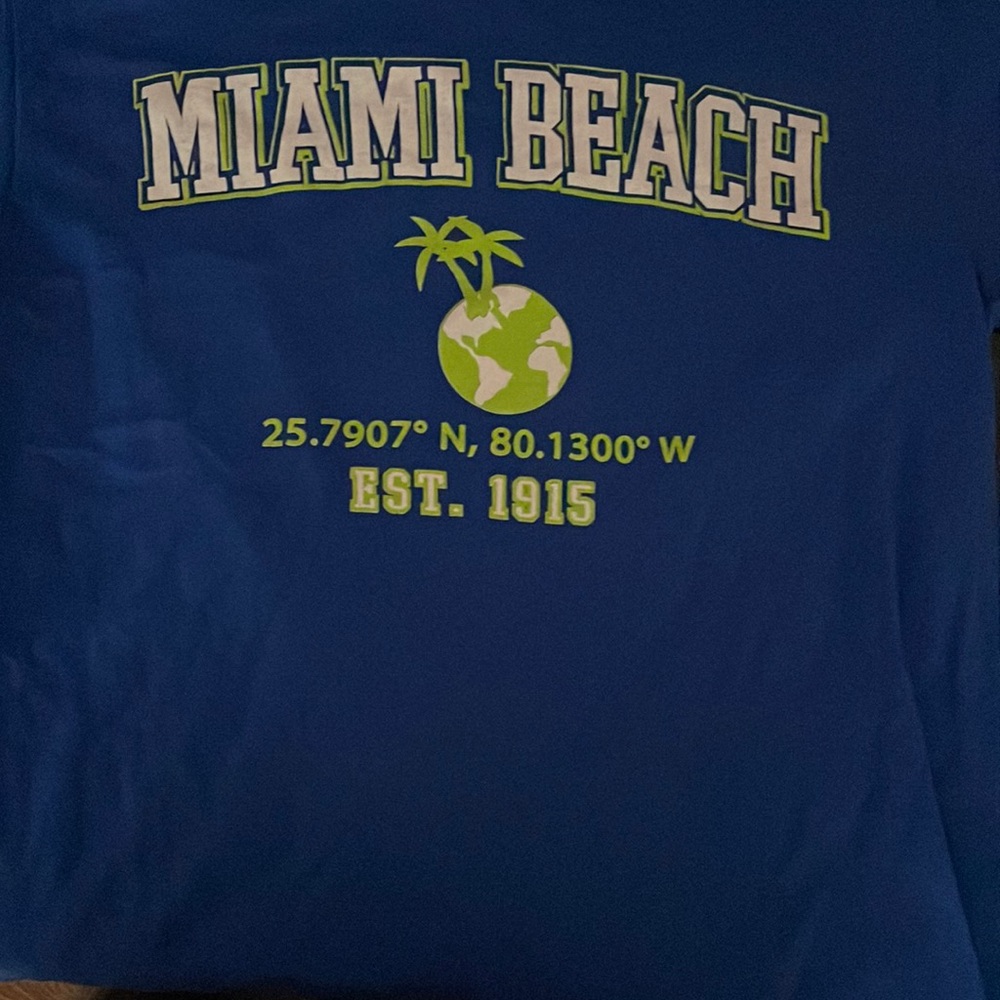 MIAMI BEACH
25.7907° N, 80.1300° W
EST. 1915